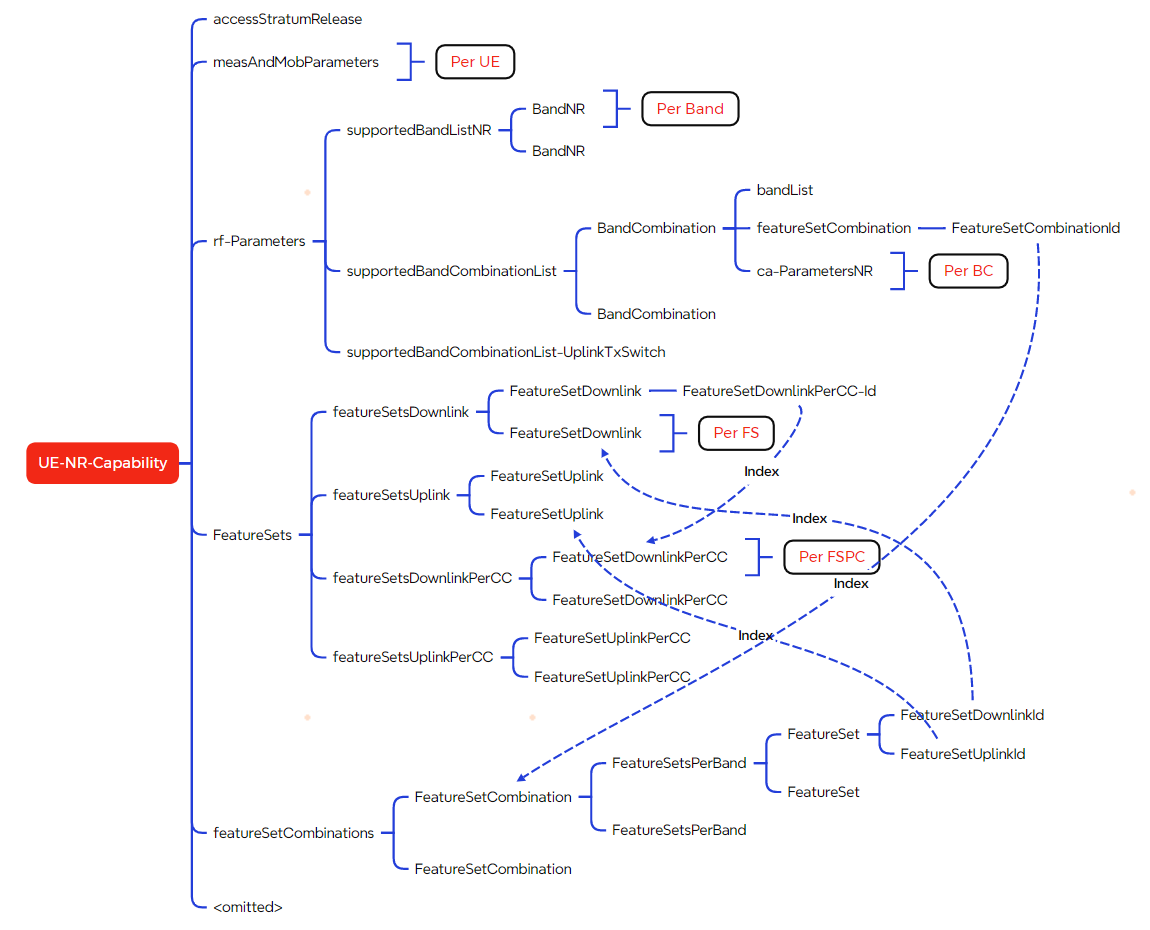 accessStratumRelease
measAndMobParameters
Per UE
supportedBandListNR
BandNR
Per Band
BandNR
rf-Parameters
bandList
BandCombination
featureSetCombination
FeatureSetCombinationId
supportedBandCombinationList
ca-ParametersNR
Per BC
BandCombination
supportedBandCombinationList-UplinkTxSwitch
FeatureSetDownlink
FeatureSetDownlinkPerCC-Id
featureSetsDownlink
FeatureSetDownlink
Per FS
UE-NR-Capability
Index
FeatureSetUplink
featureSetsUplink
FeatureSetUplink
Index
FeatureSets
FeatureSetDownlinkPerCC
Per FSPC
featureSetsDownlinkPerCC
Index
FeatureSetDownlinkPerCC
FeatureSetUplinkPerCC
Index
featureSetsUplinkPerCC
FeatureSetUplinkPerCC
FeatureSetDownlinkId
FeatureSet
FeatureSetUplinkId
FeatureSetsPerBand
FeatureSet
FeatureSetCombination
FeatureSetsPerBand
featureSetCombinations
FeatureSetCombination
<omitted>